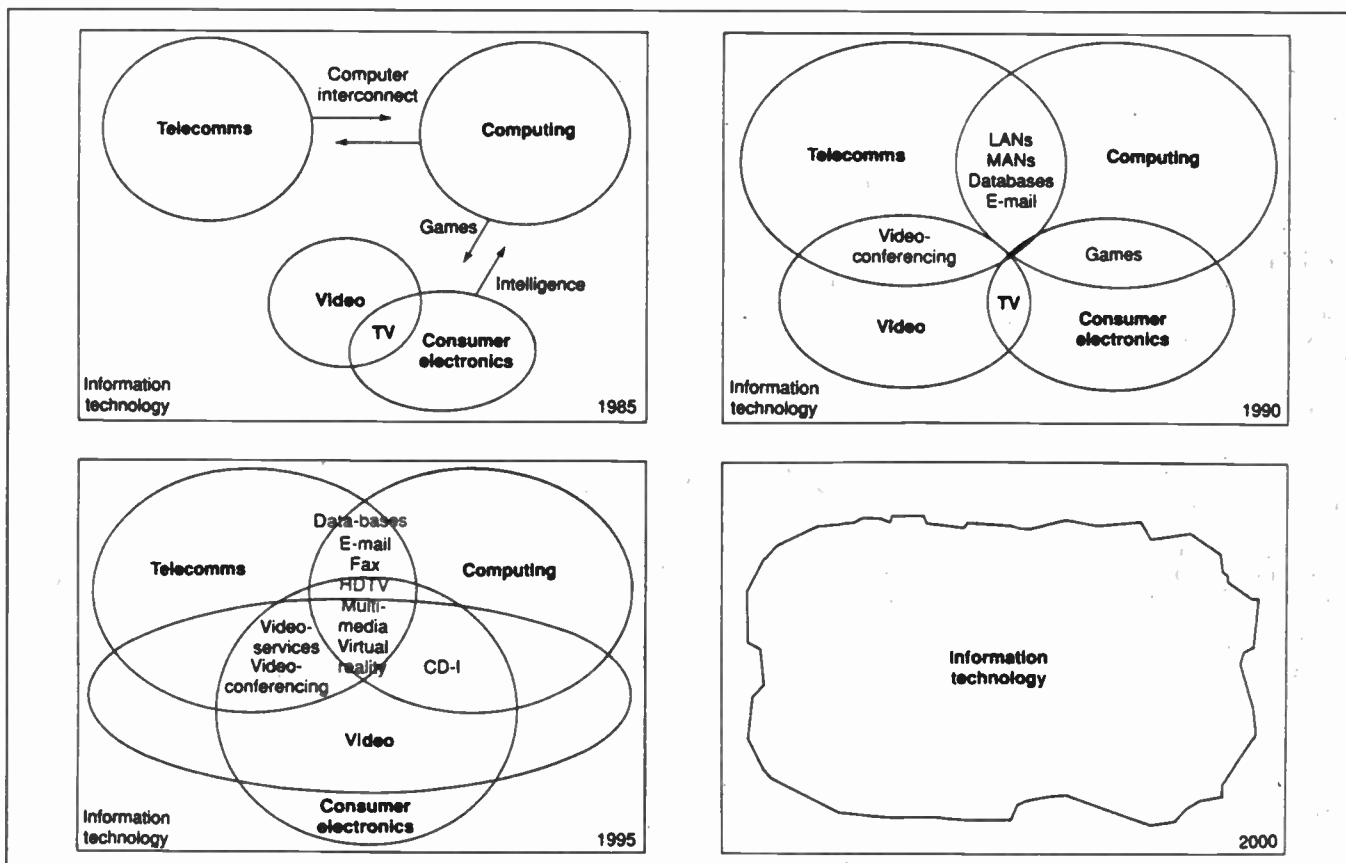 Computer
interconnect
Telecomms
Computing
Games
Intelligence
Video
TV
Consumer
electronics
Information
technology
1985
Telecomms
LANs
MANs
Databases
E-mail
Computing
Video-
conferencing
Games
TV
Video
Consumer
electronics
Information
technology
1990
Data-bases
E-mail
Fax
HDTV
Multi-
media
Virtual
reality
Telecomms
Computing
Video-
services
Video-
conferencing
CD-I
Video
Consumer
electronics
Information
technology
1995
Information
technology
2000